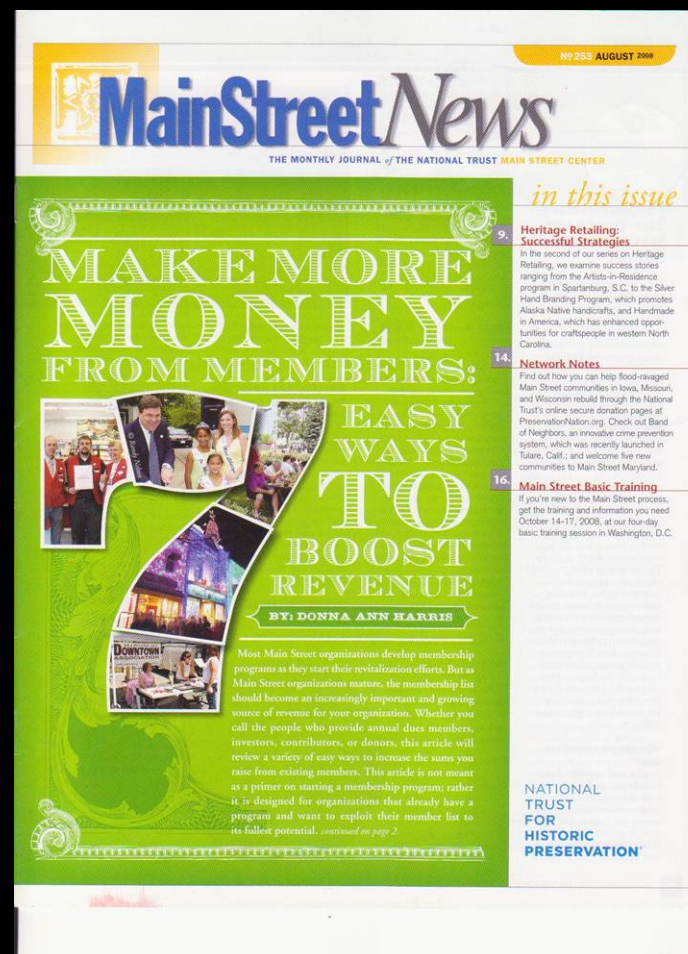 Nº 253 AUGUST 2008
MainStreet News
THE MONTHLY JOURNAL of THE NATIONAL TRUST MAIN STREET CENTER
MAKE MORE
MONEY
FROM MEMBERS:
7
EASY
WAYS
TO
BOOST
REVENUE
BY: DONNA ANN HARRIS
Most Main Street organizations develop membership
programs as they start their revitalization efforts. But as
Main Street organizations mature, the membership list
should become an increasingly important and growing
source of revenue for your organization. Whether you
call the people who provide annual dues members,
investors, contributors, or donors, this article will
review a variety of easy ways to increase the sums you
raise from existing members. This article is not meant
as a primer on starting a membership program; rather
it is designed for organizations that already have a
program and want to exploit their member list to
its fullest potential. continued on page 2
DOWNTOWN
ASSOCIATION
in this issue
9. Heritage Retailing:
Successful Strategies
In the second of our series on Heritage
Retailing, we examine success stories
ranging from the Artists-in-Residence
program in Spartanburg, S.C. to the Silver
Hand Branding Program, which promotes
Alaska Native handicrafts, and Handmade
in America, which has enhanced oppor-
tunities for craftspeople in western North
Carolina.
14. Network Notes
Find out how you can help flood-ravaged
Main Street communities in Iowa, Missouri,
and Wisconsin rebuild through the National
Trust's online secure donation pages at
PreservationNation.org. Check out Band
of Neighbors, an innovative crime prevention
system, which was recently launched in
Tulare, Calif.; and welcome five new
communities to Main Street Maryland.
16. Main Street Basic Training
If you're new to the Main Street process,
get the training and information you need
October 14-17, 2008, at our four-day
basic training session in Washington, D.C.
NATIONAL
TRUST
FOR
HISTORIC
PRESERVATION